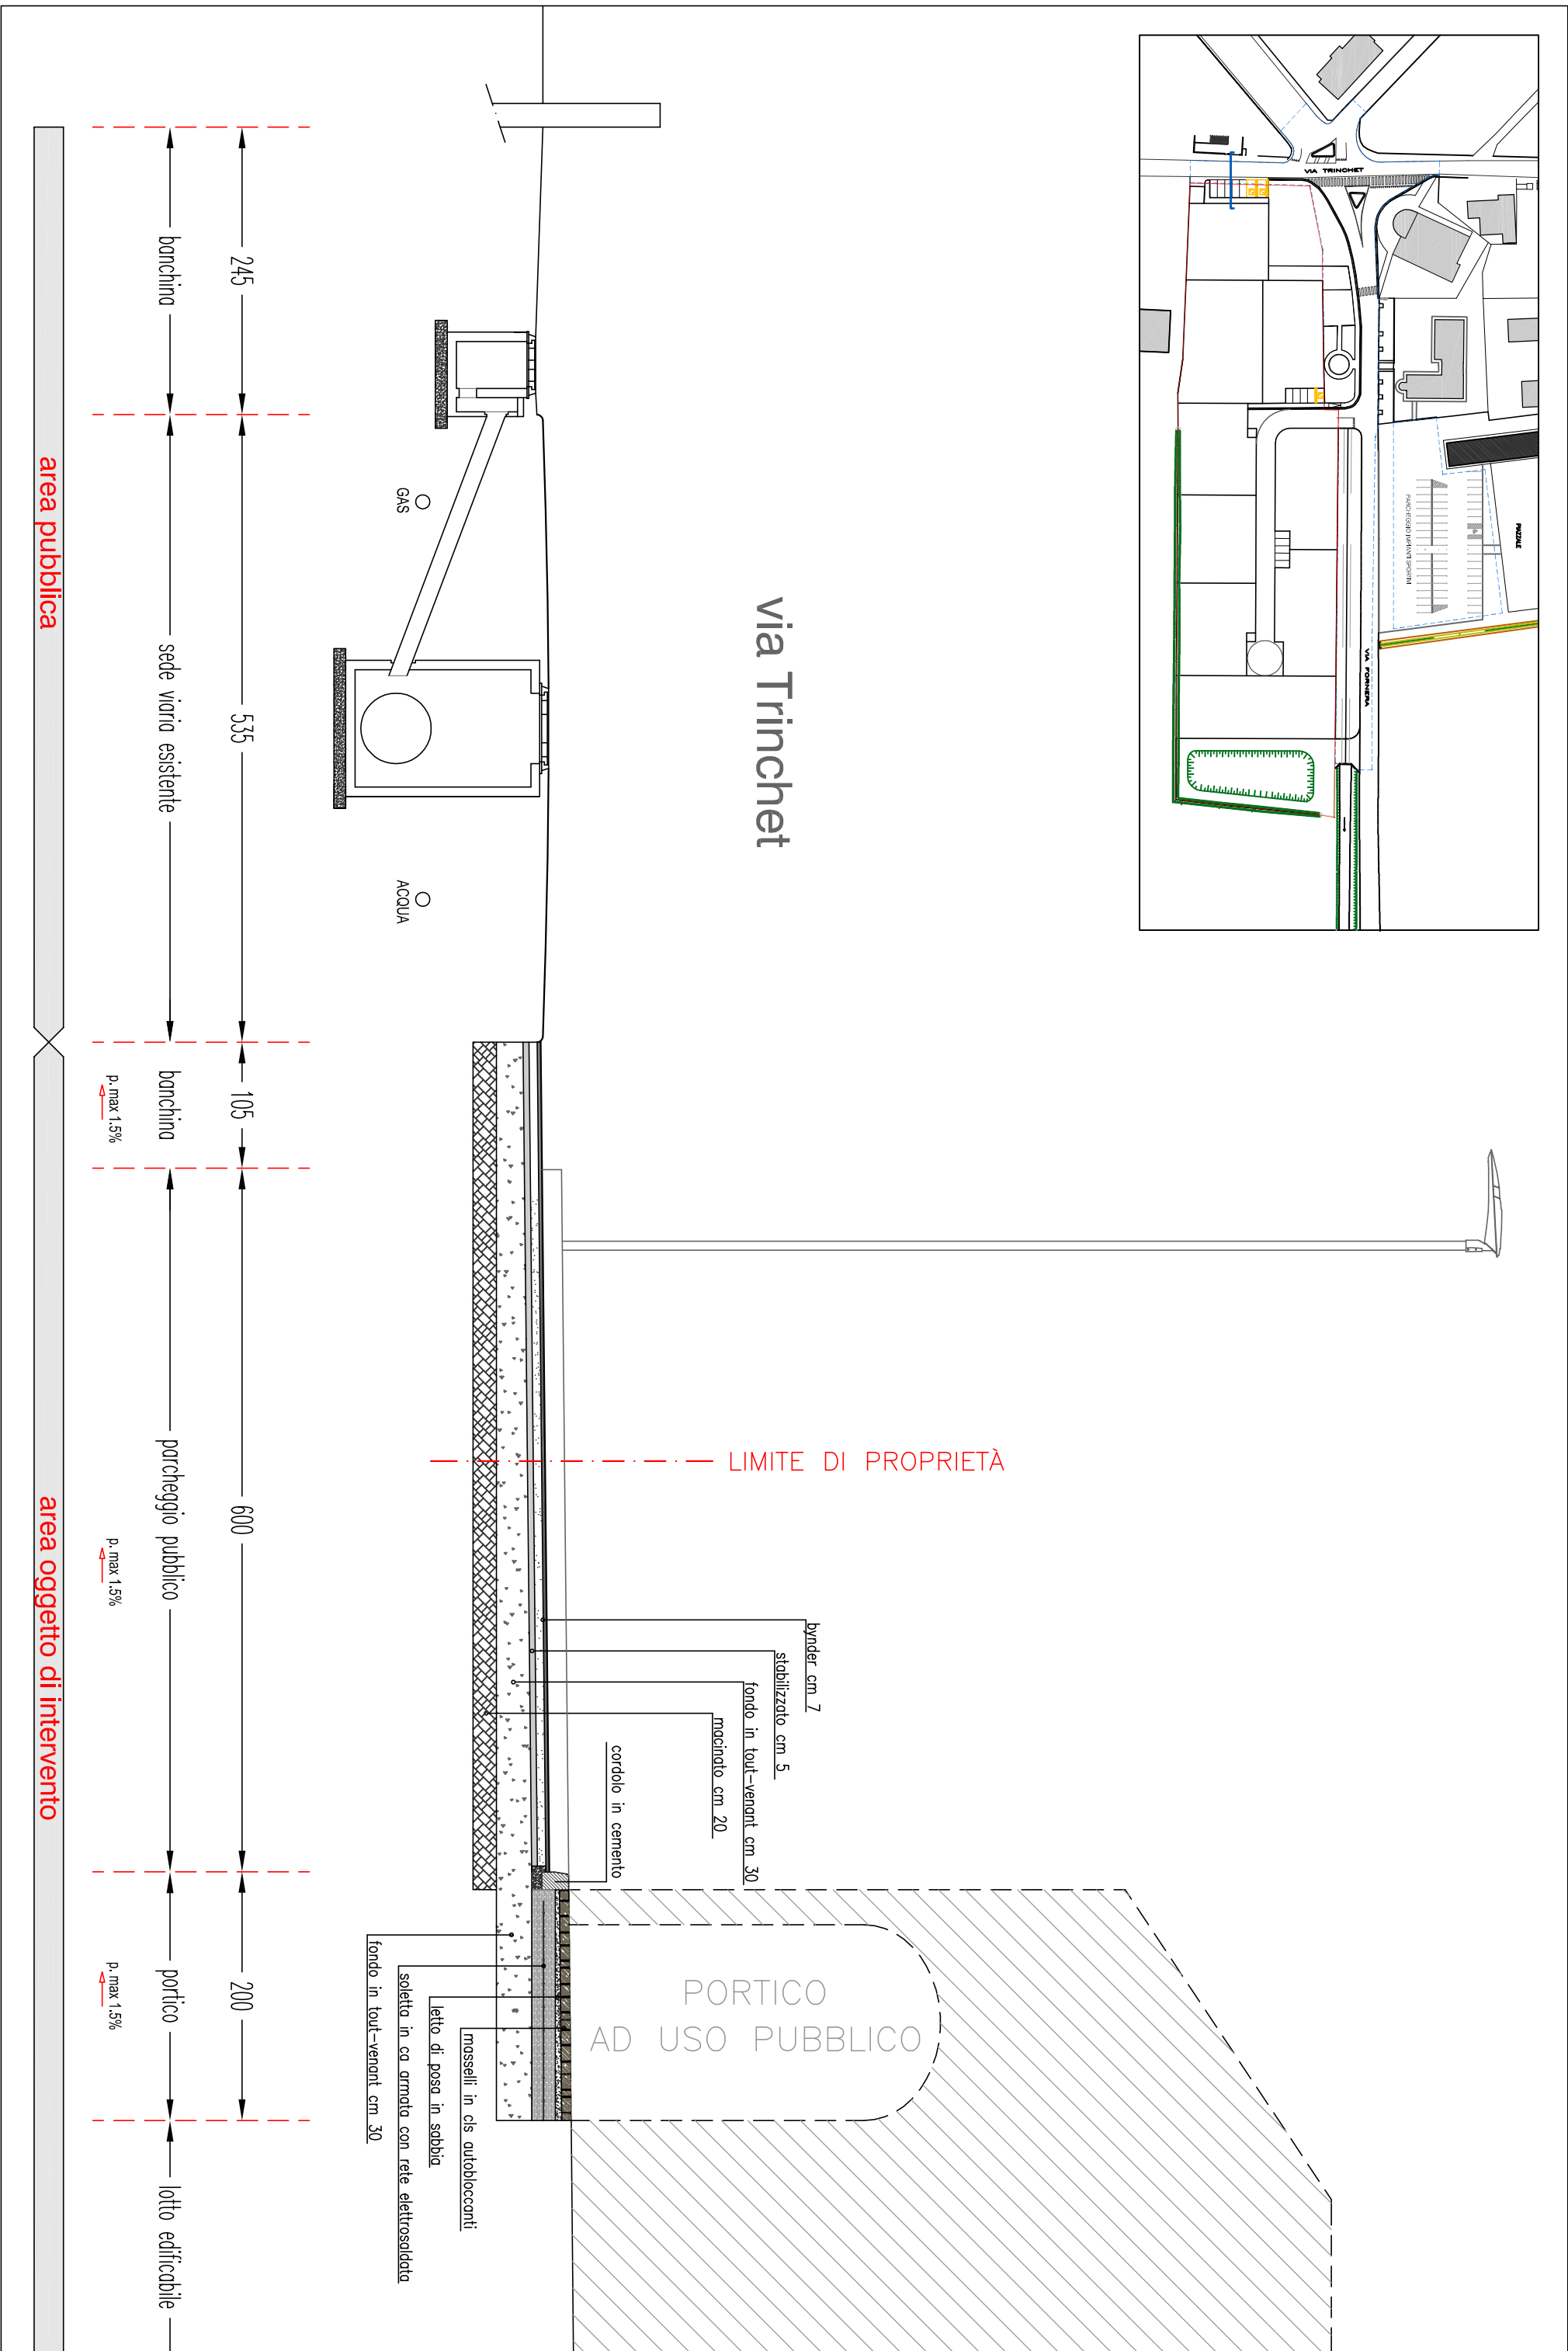 VIA TRINCHET
PIAZZALE
PARCHEGGIO IMPIANTI SPORTIVI
VIA FORNERA
via Trinchet
LIMITE DI PROPRIETÀ
bynder cm 7
stabilizzato cm 5
fondo in tout-venant cm 30
macinato cm 20
cordolo in cemento
PORTICO
AD USO PUBBLICO
masselli in cls autobloccanti
letto di posa in sabbia
soletta in ca armata con rete elettrosaldata
fondo in tout-venant cm 30
GAS
ACQUA
245
535
105
600
200
banchina
sede viaria esistente
banchina
parcheggio pubblico
portico
lotto edificabile
p. max 1.5%
p. max 1.5%
p. max 1.5%
area pubblica
area oggetto di intervento